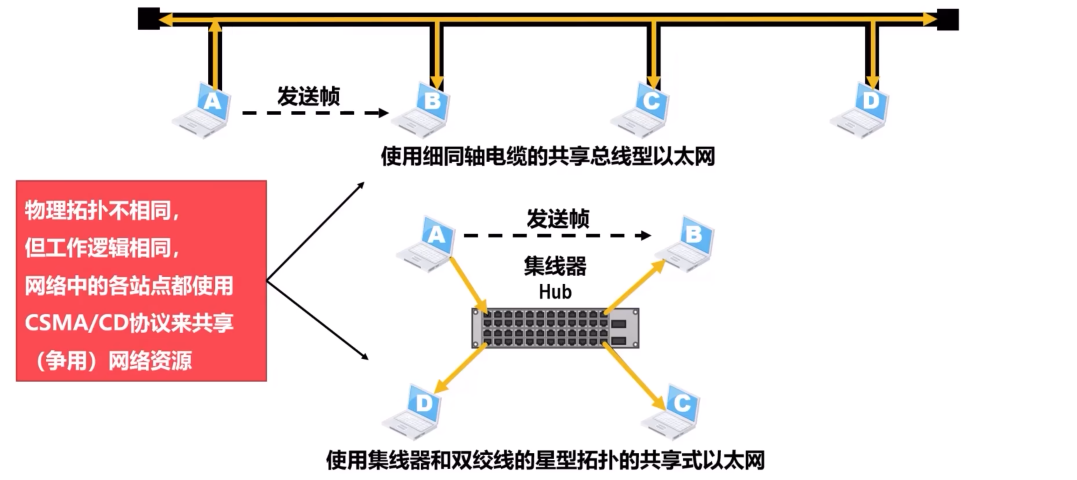 A
发送帧
B
C
D
使用细同轴电缆的共享总线型以太网
物理拓扑不相同，
但工作逻辑相同，
网络中的各站点都使用
CSMA/CD协议来共享
（争用）网络资源
A
发送帧
B
集线器
Hub
D
C
使用集线器和双绞线的星型拓扑的共享式以太网